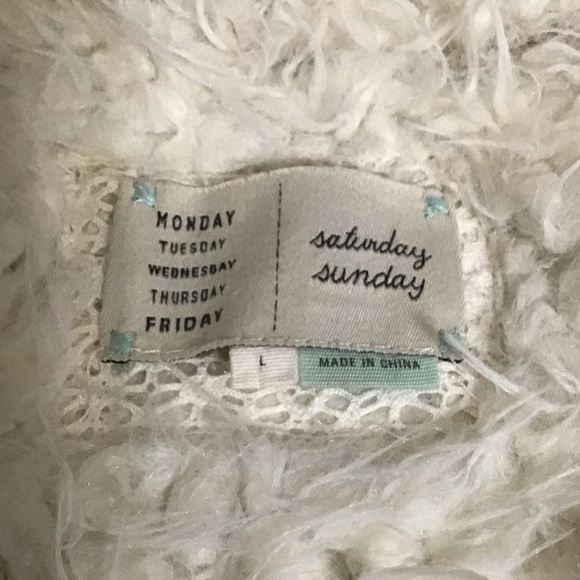 MONDAY
TUESDAY
WEDNESDAY
THURSDAY
FRIDAY
saturday
sunday
L
MADE IN CHINA